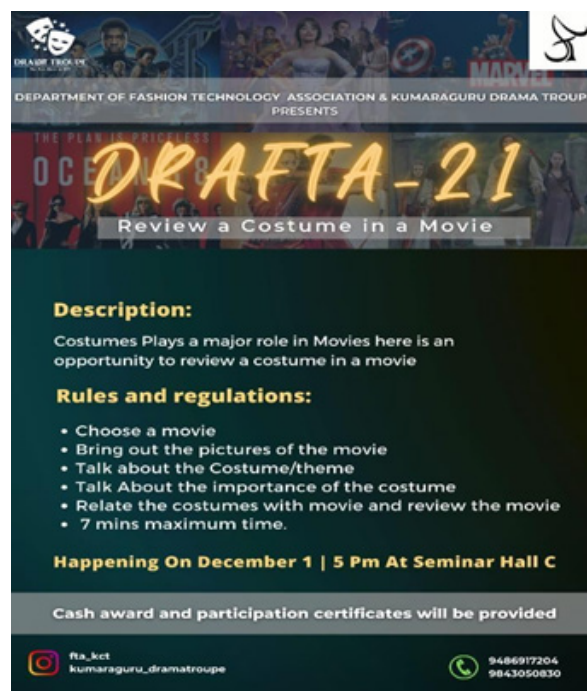 DRAMA TROUPE
MARVEL
DEPARTMENT OF FASHION TECHNOLOGY ASSOCIATION & KUMARAGURU DRAMA TROUP
PRESENTS
THE PLAN IS PRICELESS
OCEAN 8
DRAFTA-21
Review a Costume in a Movie
Description:
Costumes Plays a major role in Movies here is an
opportunity to review a costume in a movie
Rules and regulations:
• Choose a movie
• Bring out the pictures of the movie
• Talk about the Costume/theme
• Talk About the importance of the costume
• Relate the costumes with movie and review the movie
• 7 mins maximum time.
Happening On December 1 | 5 Pm At Seminar Hall C
Cash award and participation certificates will be provided
fta_kct
kumaraguru_dramatroupe
9486917204
9843050830